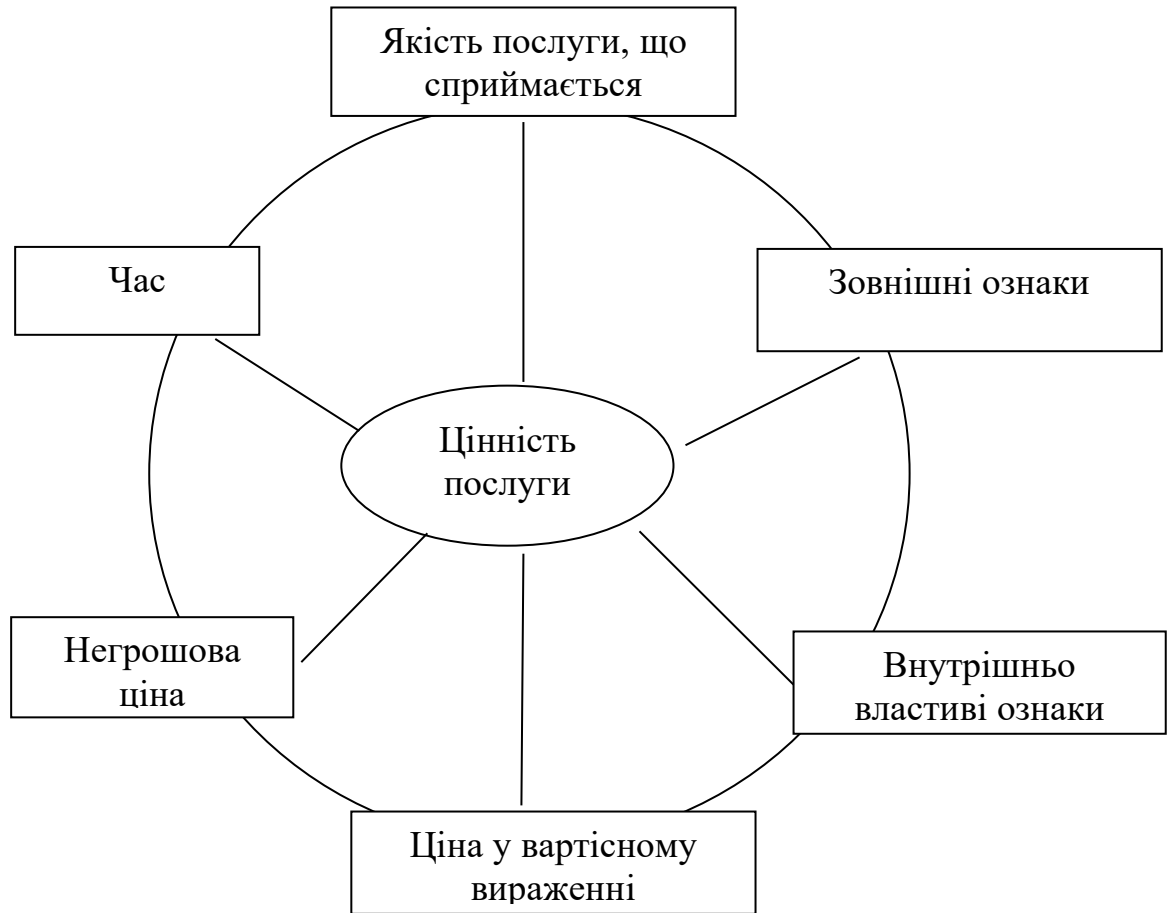 Якість послуги, що
сприймається
Час
Зовнішні ознаки
Цінність
послуги
Негрошова
ціна
Внутрішньо
властиві ознаки
Ціна у вартісному
вираженні